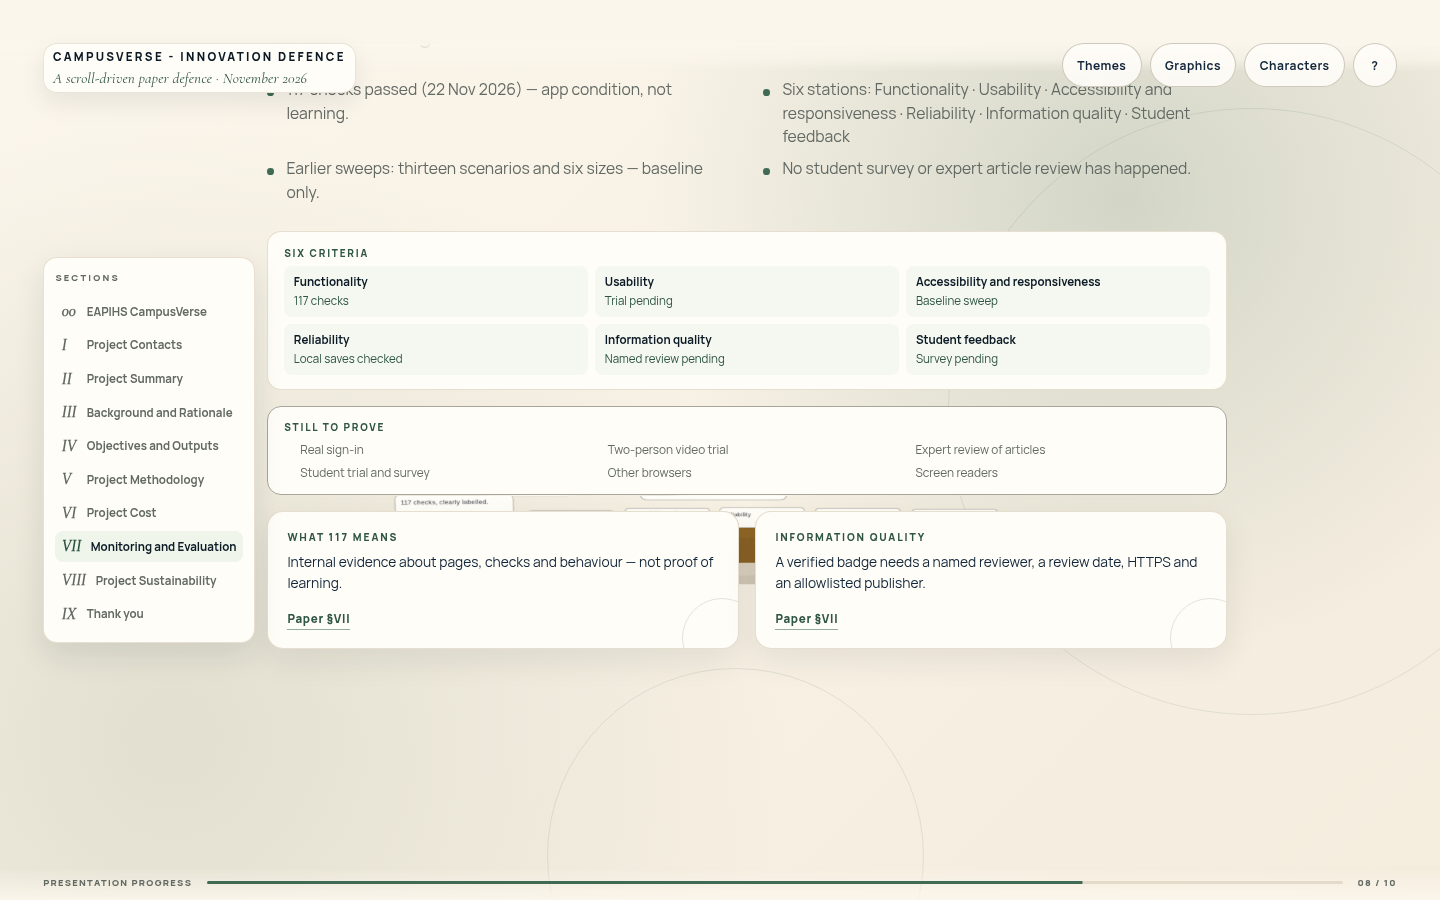 CAMPUSVERSE - INNOVATION DEFENCE
A scroll-driven paper defence · November 2026
Themes
Graphics
Characters
?
117 checks passed (22 Nov 2026) — app condition, not
learning.
Six stations: Functionality · Usability · Accessibility and
responsiveness · Reliability · Information quality · Student
feedback
Earlier sweeps: thirteen scenarios and six sizes — baseline
only.
No student survey or expert article review has happened.
SECTIONS
00 EAPIHS CampusVerse
I Project Contacts
II Project Summary
III Background and Rationale
IV Objectives and Outputs
V Project Methodology
VI Project Cost
VII Monitoring and Evaluation
VIII Project Sustainability
IX Thank you
SIX CRITERIA
Functionality
117 checks
Usability
Trial pending
Accessibility and responsiveness
Baseline sweep
Reliability
Local saves checked
Information quality
Named review pending
Student feedback
Survey pending
STILL TO PROVE
Real sign-in
Two-person video trial
Expert review of articles
Student trial and survey
Other browsers
Screen readers
117 checks, clearly labelled.
WHAT 117 MEANS
Internal evidence about pages, checks and behaviour — not proof of
learning.
Paper §VII
INFORMATION QUALITY
A verified badge needs a named reviewer, a review date, HTTPS and
an allowlisted publisher.
Paper §VII
PRESENTATION PROGRESS
08 / 10